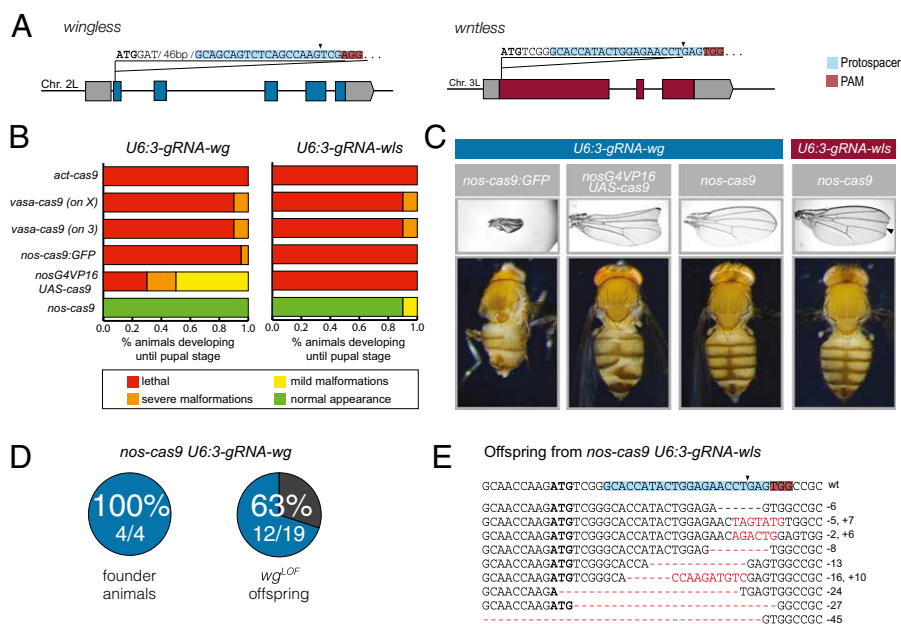 A
wingless
ATGGAT/ 46bp / GCAGCAGTCTCAGCCAAGTCGAGG . . .
Chr. 2L
wntless
ATGTCGGGCACCATACTGGAGAACCTGAGTGG . . .
Chr. 3L
Protospacer
PAM
B
U6:3-gRNA-wg
U6:3-gRNA-wls
act-cas9
vasa-cas9 (on X)
vasa-cas9 (on 3)
nos-cas9:GFP
nosG4VP16
UAS-cas9
nos-cas9
0.0 0.2 0.4 0.6 0.8 1.0
0.0 0.2 0.4 0.6 0.8 1.0
% animals developing
until pupal stage
% animals developing
until pupal stage
lethal
mild malformations
severe malformations
normal appearance
C
U6:3-gRNA-wg
U6:3-gRNA-wls
nos-cas9:GFP
nosG4VP16
UAS-cas9
nos-cas9
nos-cas9
D
nos-cas9 U6:3-gRNA-wg
100%
4/4
63%
12/19
founder
animals
wgLOF
offspring
E
Offspring from nos-cas9 U6:3-gRNA-wls
GCAACCAAGATGTCGGGCACCATACTGGAGAACCTGAGTGGCCGC wt
GCAACCAAGATGTCGGGCACCATACTGGAGA------GTGGCCGC -6
GCAACCAAGATGTCGGGCACCATACTGGAGAACTAGTATGTGGCC -5, +7
GCAACCAAGATGTCGGGCACCATACTGGAGAACAGACTGGAGTGG -2, +6
GCAACCAAGATGTCGGGCACCATACTGGAG--------TGGCCGC -8
GCAACCAAGATGTCGGGCACCA-------------GAGTGGCCGC -13
GCAACCAAGATGTCGGGCA------CCAAGATGTCGAGTGGCCGC -16, +10
GCAACCAAGA------------------------TGAGTGGCCGC -24
GCAACCAAGATG---------------------------GGCCGC -27
---------------------------------------------GTGGCCGC -45